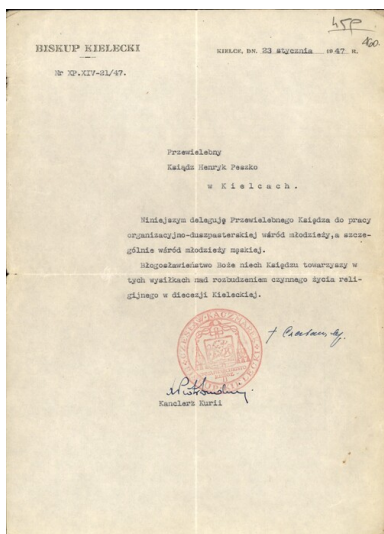 45p
460.
BISKUP KIELECKI
KIELCE, DN. 23 stycznia 1947 R.
Nr XP.XIV-21/47.
Przewielebny
Ksiądz Henryk Peszko
w Kielcach.
Niniejszym deleguję Przewielebnego Księdza do pracy
organizacyjno-duszpasterskiej wśród młodzieży,a szcze-
gólnie wśród młodzieży męskiej.
Błogosławieństwo Boże niech Księdzu towarzyszy w
tych wysiłkach nad rozbudzeniem czynnego życia reli-
gijnego w diecezji Kieleckiej.
Kanclerz Kurii